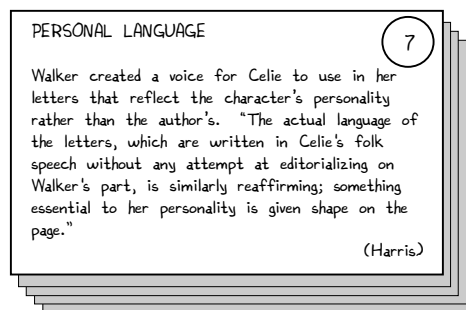 PERSONAL LANGUAGE
7
Walker created a voice for Celie to use in her
letters that reflect the character's personality
rather than the author's. "The actual language of
the letters, which are written in Celie's folk
speech without any attempt at editorializing on
Walker's part, is similarly reaffirming; something
essential to her personality is given shape on the
page."
(Harris)